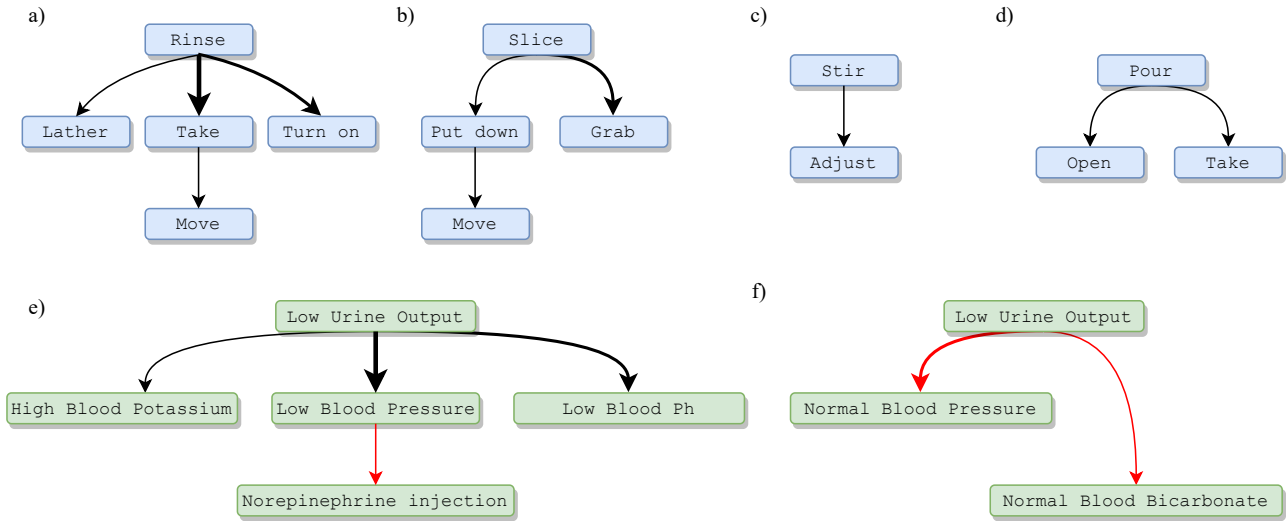 a)
Rinse
Lather
Take
Turn on
Move
b)
Slice
Put down
Grab
Move
c)
Stir
Adjust
d)
Pour
Open
Take
e)
Low Urine Output
High Blood Potassium
Low Blood Pressure
Low Blood Ph
Norepinephrine injection
f)
Low Urine Output
Normal Blood Pressure
Normal Blood Bicarbonate